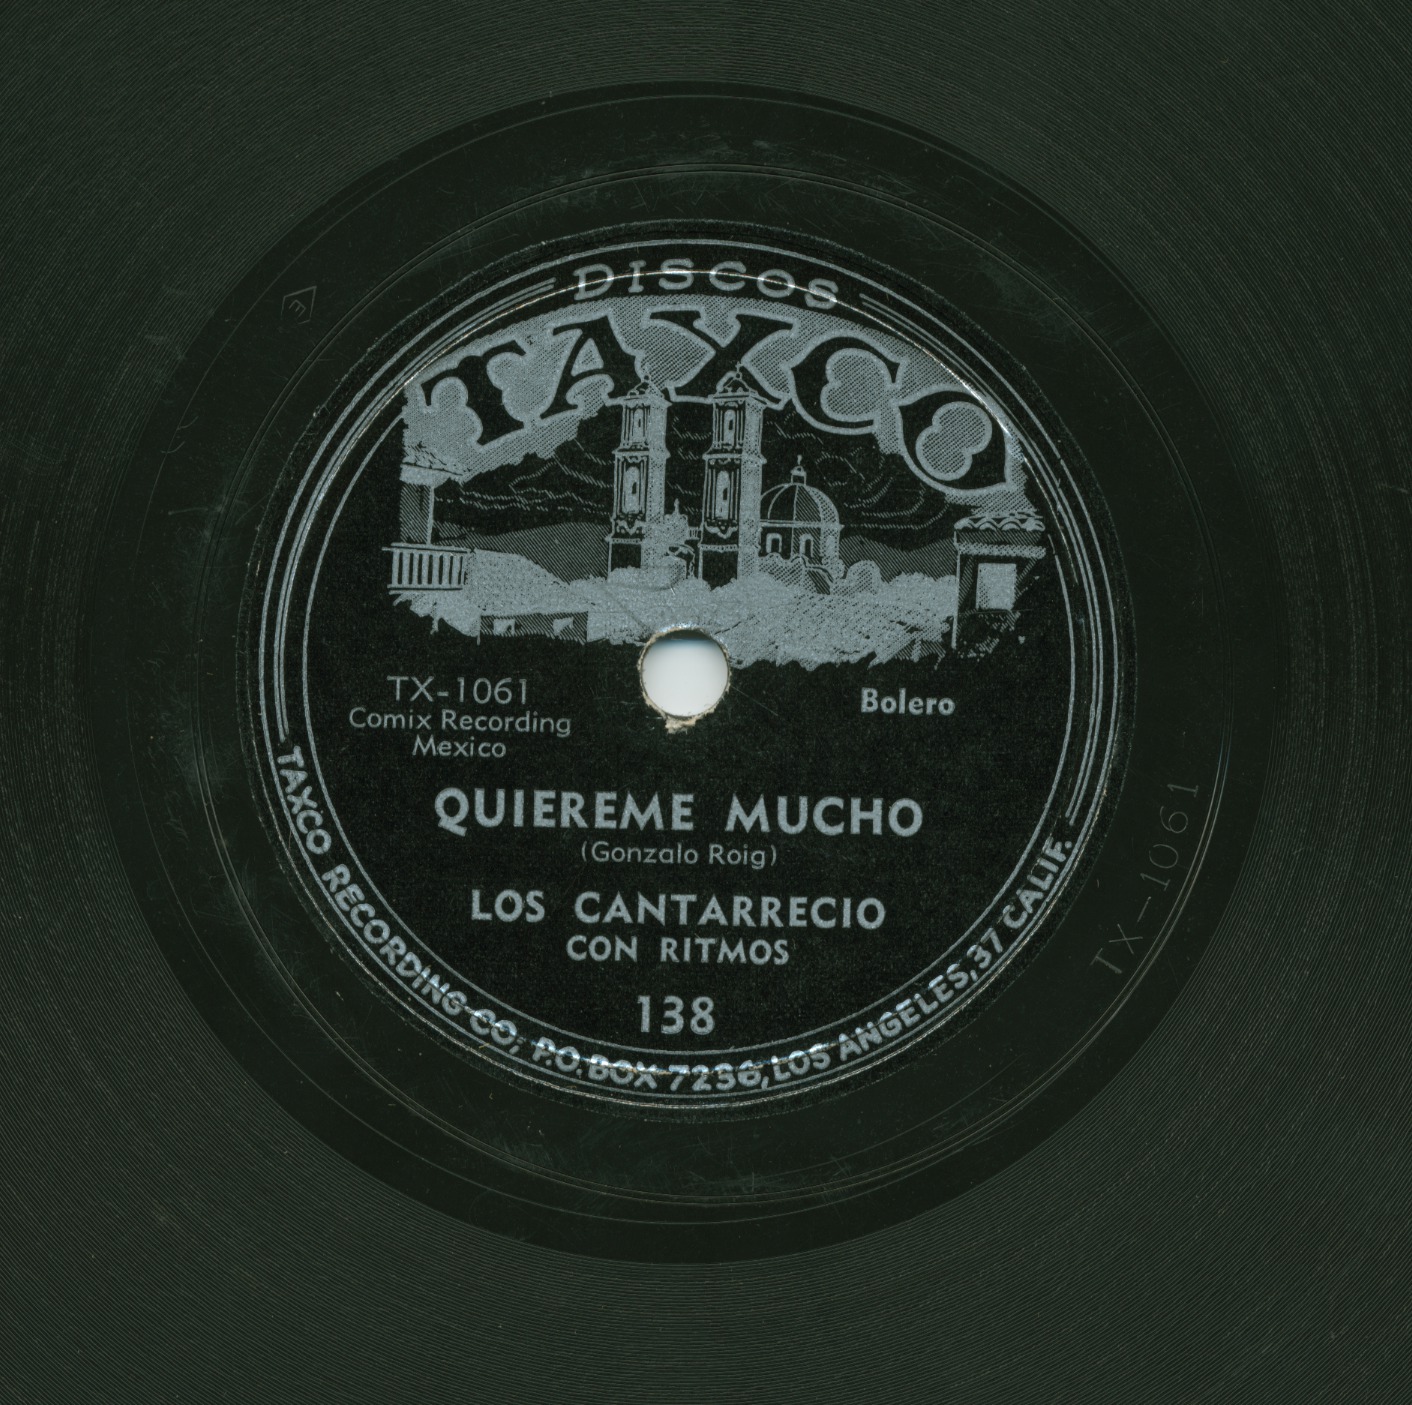 DISCOS
TAXCO
TX-1061
Comix Recording
Mexico
Bolero
QUIEREME MUCHO
(Gonzalo Roig)
LOS CANTARRECIO
CON RITMOS
138
TAXCO RECORDING CO, P.O. BOX 7236, LOS ANGELES, 37 CALIF.
TX-1061